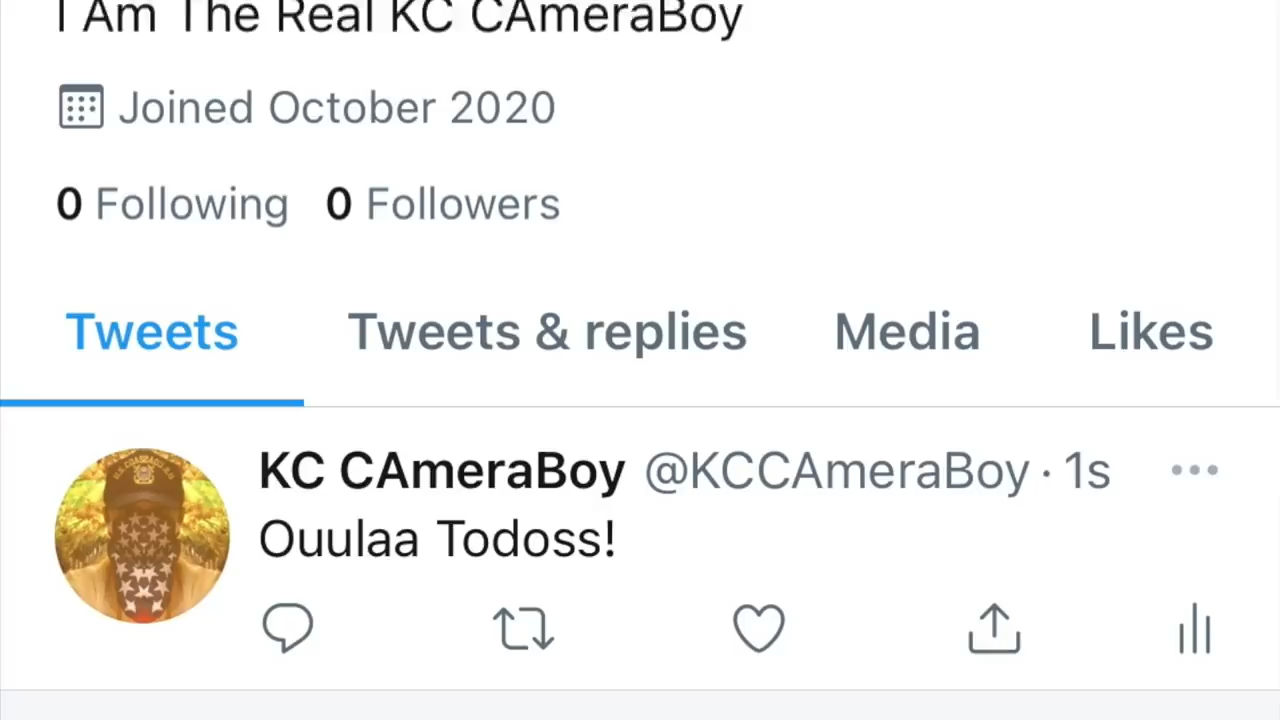 I Am The Real KC CAmeraBoy
Joined October 2020
0 Following 0 Followers
Tweets Tweets & replies Media Likes
KC CAmeraBoy @KCCAmeraBoy · 1s
Ouulaa Todoss!